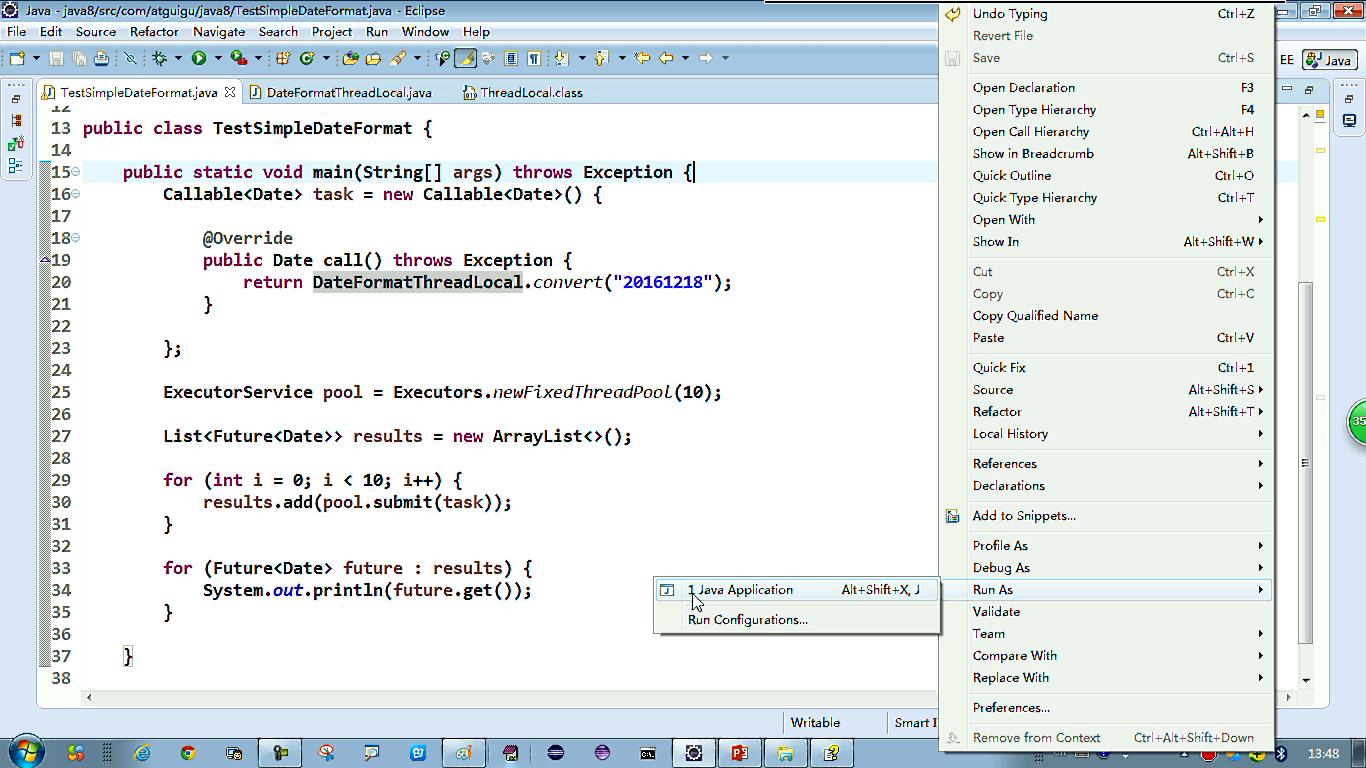 Java - java8/src/com/atguigu/java8/TestSimpleDateFormat.java - Eclipse
File Edit Source Refactor Navigate Search Project Run Window Help
EE Java
TestSimpleDateFormat.java DateFormatThreadLocal.java ThreadLocal.class
12
13 public class TestSimpleDateFormat {
14
15 public static void main(String[] args) throws Exception {
16 Callable<Date> task = new Callable<Date>() {
17
18 @Override
19 public Date call() throws Exception {
20 return DateFormatThreadLocal.convert("20161218");
21 }
22
23 };
24
25 ExecutorService pool = Executors.newFixedThreadPool(10);
26
27 List<Future<Date>> results = new ArrayList<>();
28
29 for (int i = 0; i < 10; i++) {
30 results.add(pool.submit(task));
31 }
32
33 for (Future<Date> future : results) {
34 System.out.println(future.get());
35 }
36
37 }
38
Undo Typing Ctrl+Z
Revert File
Save Ctrl+S
Open Declaration F3
Open Type Hierarchy F4
Open Call Hierarchy Ctrl+Alt+H
Show in Breadcrumb Alt+Shift+B
Quick Outline Ctrl+O
Quick Type Hierarchy Ctrl+T
Open With
Show In Alt+Shift+W
Cut Ctrl+X
Copy Ctrl+C
Copy Qualified Name
Paste Ctrl+V
Quick Fix Ctrl+1
Source Alt+Shift+S
Refactor Alt+Shift+T
Local History
References
Declarations
Add to Snippets...
Profile As
Debug As
Run As
Validate
Team
Compare With
Replace With
Preferences...
Remove from Context Ctrl+Alt+Shift+Down
1 Java Application Alt+Shift+X, J
Run Configurations...
35
Writable Smart I
13:48